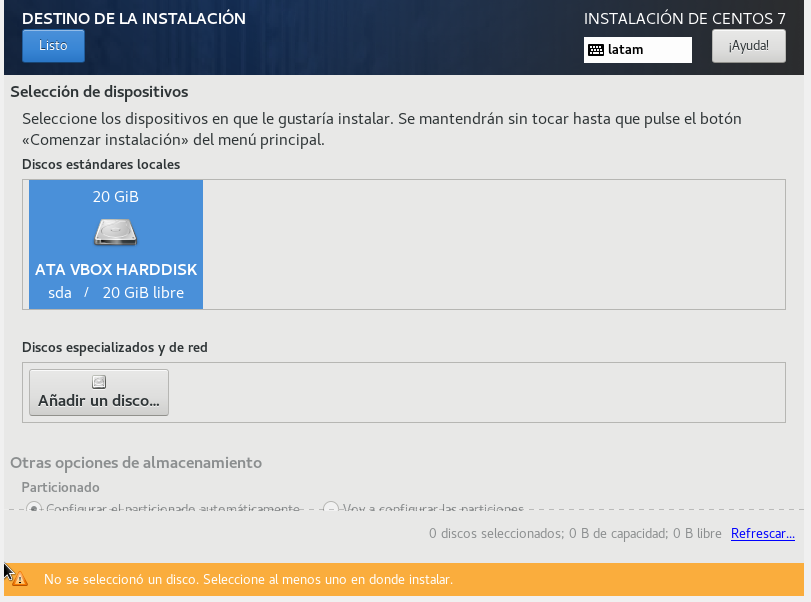 DESTINO DE LA INSTALACIÓN
INSTALACIÓN DE CENTOS 7
Listo
latam
¡Ayuda!
Selección de dispositivos
Seleccione los dispositivos en que le gustaría instalar. Se mantendrán sin tocar hasta que pulse el botón
«Comenzar instalación» del menú principal.
Discos estándares locales
20 GiB
ATA VBOX HARDDISK
sda / 20 GiB libre
Discos especializados y de red
Añadir un disco...
Otras opciones de almacenamiento
Particionado
Configurar el particionado automáticamente. Voy a configurar las particiones.
0 discos seleccionados; 0 B de capacidad; 0 B libre Refrescar...
No se seleccionó un disco. Seleccione al menos uno en donde instalar.